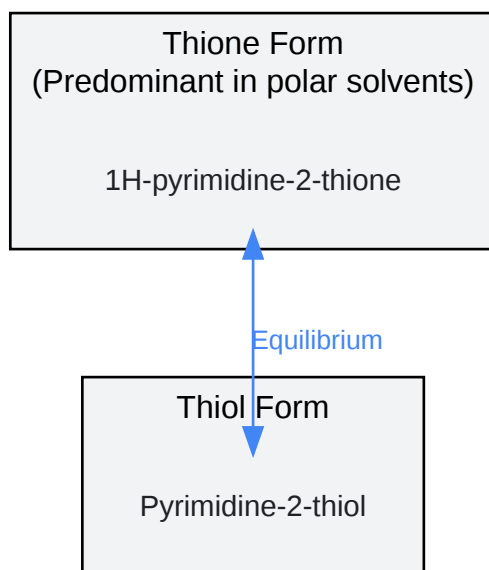 Thione Form
(Predominant in polar solvents)
1H-pyrimidine-2-thione
Equilibrium
Thiol Form
Pyrimidine-2-thiol